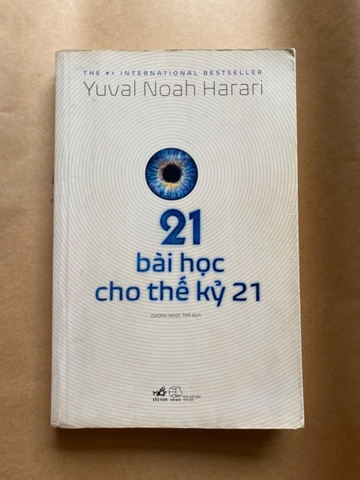 THE #1 INTERNATIONAL BESTSELLER
Yuval Noah Harari
21
bài học
cho thế kỷ 21
DƯƠNG NGỌC TRÀ dịch